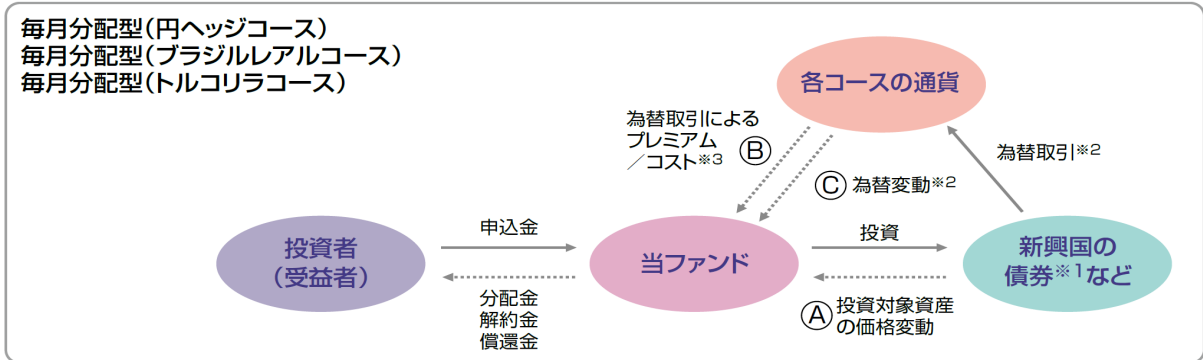 毎月分配型（円ヘッジコース）
毎月分配型（ブラジルレアルコース）
毎月分配型（トルコリラコース）
各コースの通貨
為替取引による
プレミアム
／コスト※3
Ⓑ
Ⓒ 為替変動※2
為替取引※2
投資者
（受益者）
申込金
分配金
解約金
償還金
当ファンド
投資
Ⓐ 投資対象資産
の価格変動
新興国の
債券※1など